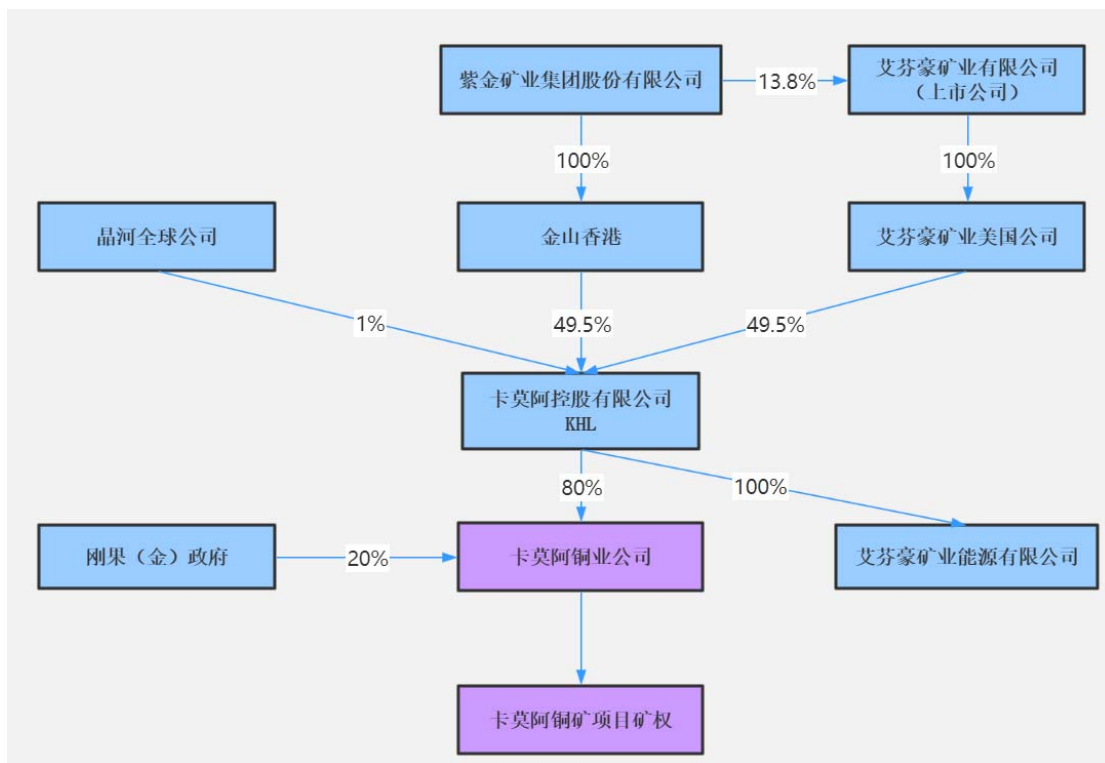 紫金矿业集团股份有限公司
13.8%
艾芬豪矿业有限公司
（上市公司）
100%
100%
晶河全球公司
金山香港
艾芬豪矿业美国公司
1%
49.5%
49.5%
卡莫阿控股有限公司
KHL
80%
100%
刚果（金）政府
20%
卡莫阿铜业公司
艾芬豪矿业能源有限公司
卡莫阿铜矿项目矿权